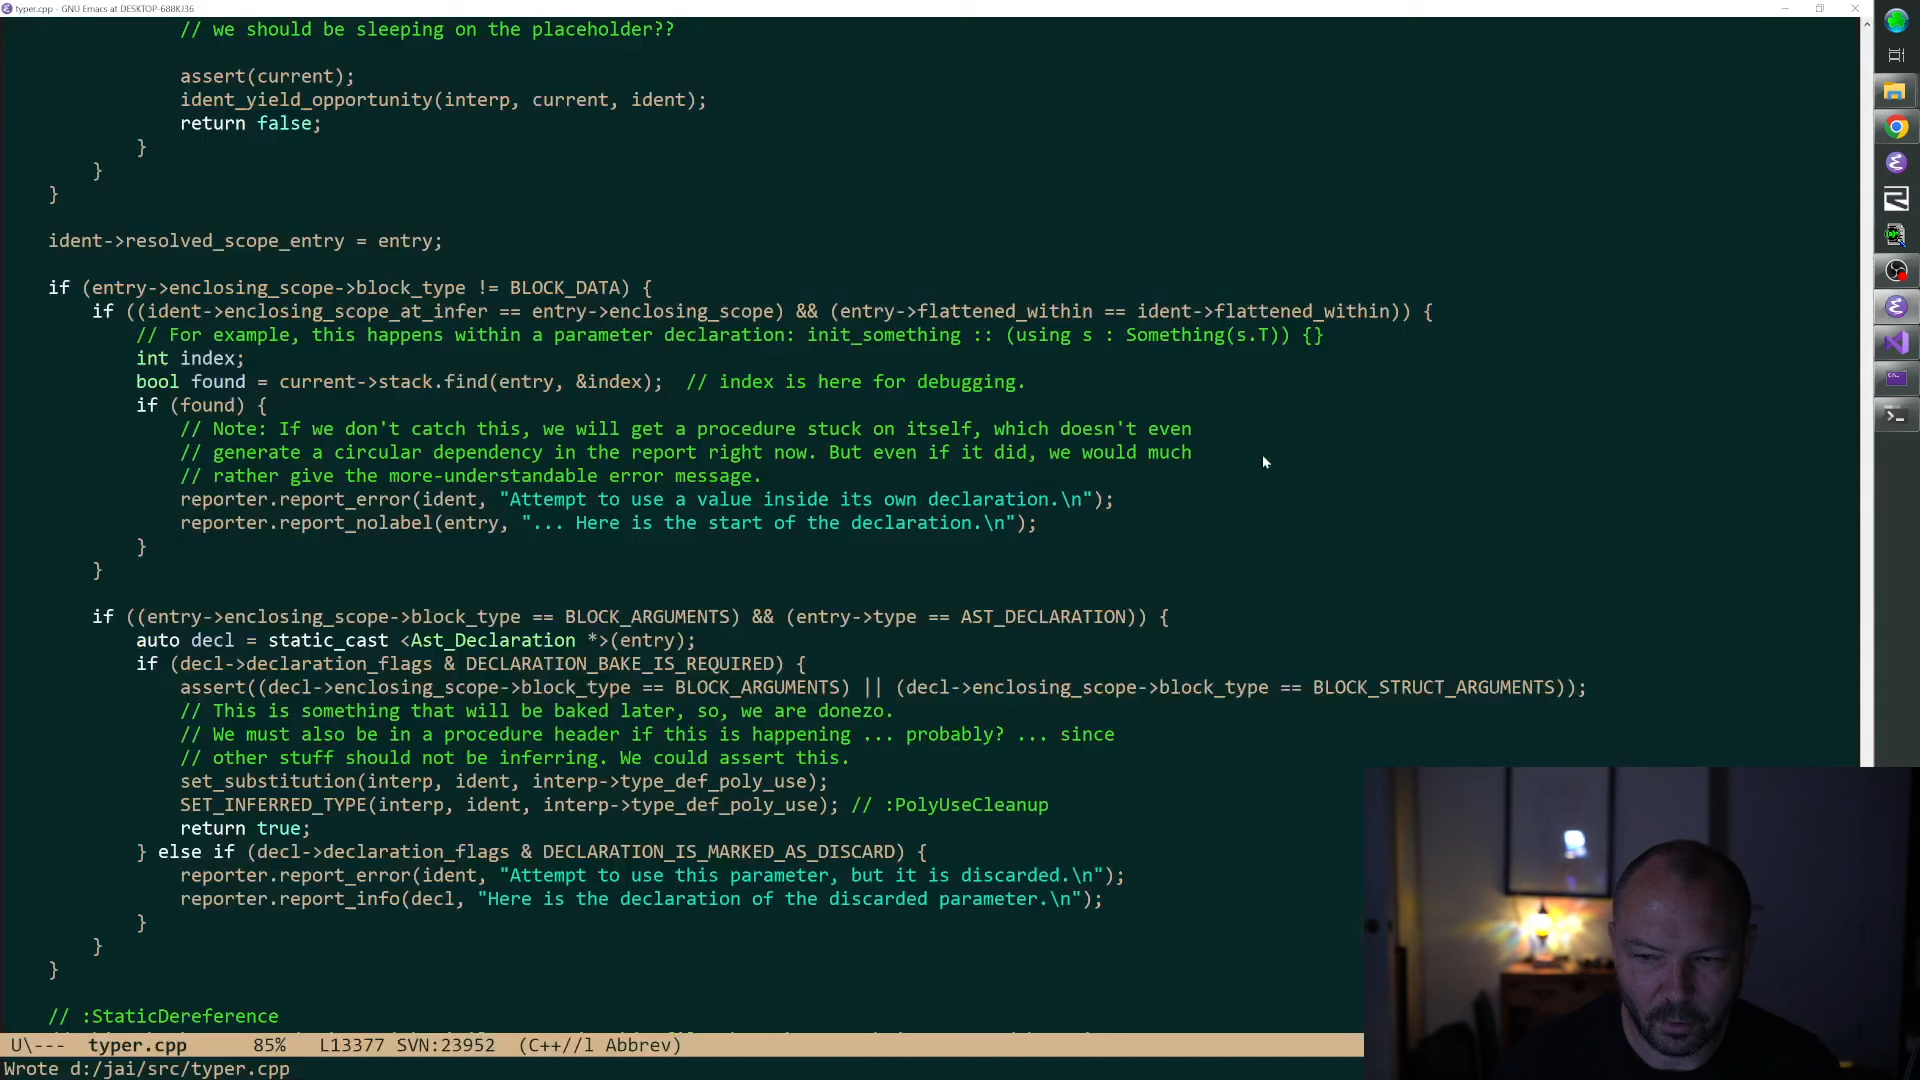 typer.cpp - GNU Emacs at DESKTOP-688KJ36
// we should be sleeping on the placeholder??
assert(current);
ident_yield_opportunity(interp, current, ident);
return false;
}
}
}
ident->resolved_scope_entry = entry;
if (entry->enclosing_scope->block_type != BLOCK_DATA) {
if ((ident->enclosing_scope_at_infer == entry->enclosing_scope) && (entry->flattened_within == ident->flattened_within)) {
// For example, this happens within a parameter declaration: init_something :: (using s : Something(s.T)) {}
int index;
bool found = current->stack.find(entry, &index);  // index is here for debugging.
if (found) {
// Note: If we don't catch this, we will get a procedure stuck on itself, which doesn't even
// generate a circular dependency in the report right now. But even if it did, we would much
// rather give the more-understandable error message.
reporter.report_error(ident, "Attempt to use a value inside its own declaration.\n");
reporter.report_nolabel(entry, "... Here is the start of the declaration.\n");
}
}
if ((entry->enclosing_scope->block_type == BLOCK_ARGUMENTS) && (entry->type == AST_DECLARATION)) {
auto decl = static_cast <Ast_Declaration *>(entry);
if (decl->declaration_flags & DECLARATION_BAKE_IS_REQUIRED) {
assert((decl->enclosing_scope->block_type == BLOCK_ARGUMENTS) || (decl->enclosing_scope->block_type == BLOCK_STRUCT_ARGUMENTS));
// This is something that will be baked later, so, we are donezo.
// We must also be in a procedure header if this is happening ... probably? ... since
// other stuff should not be inferring. We could assert this.
set_substitution(interp, ident, interp->type_def_poly_use);
SET_INFERRED_TYPE(interp, ident, interp->type_def_poly_use); // :PolyUseCleanup
return true;
} else if (decl->declaration_flags & DECLARATION_IS_MARKED_AS_DISCARD) {
reporter.report_error(ident, "Attempt to use this parameter, but it is discarded.\n");
reporter.report_info(decl, "Here is the declaration of the discarded parameter.\n");
}
}
}
// :StaticDereference
U\---  typer.cpp      85%   L13377 SVN:23952  (C++//l Abbrev)
Wrote d:/jai/src/typer.cpp